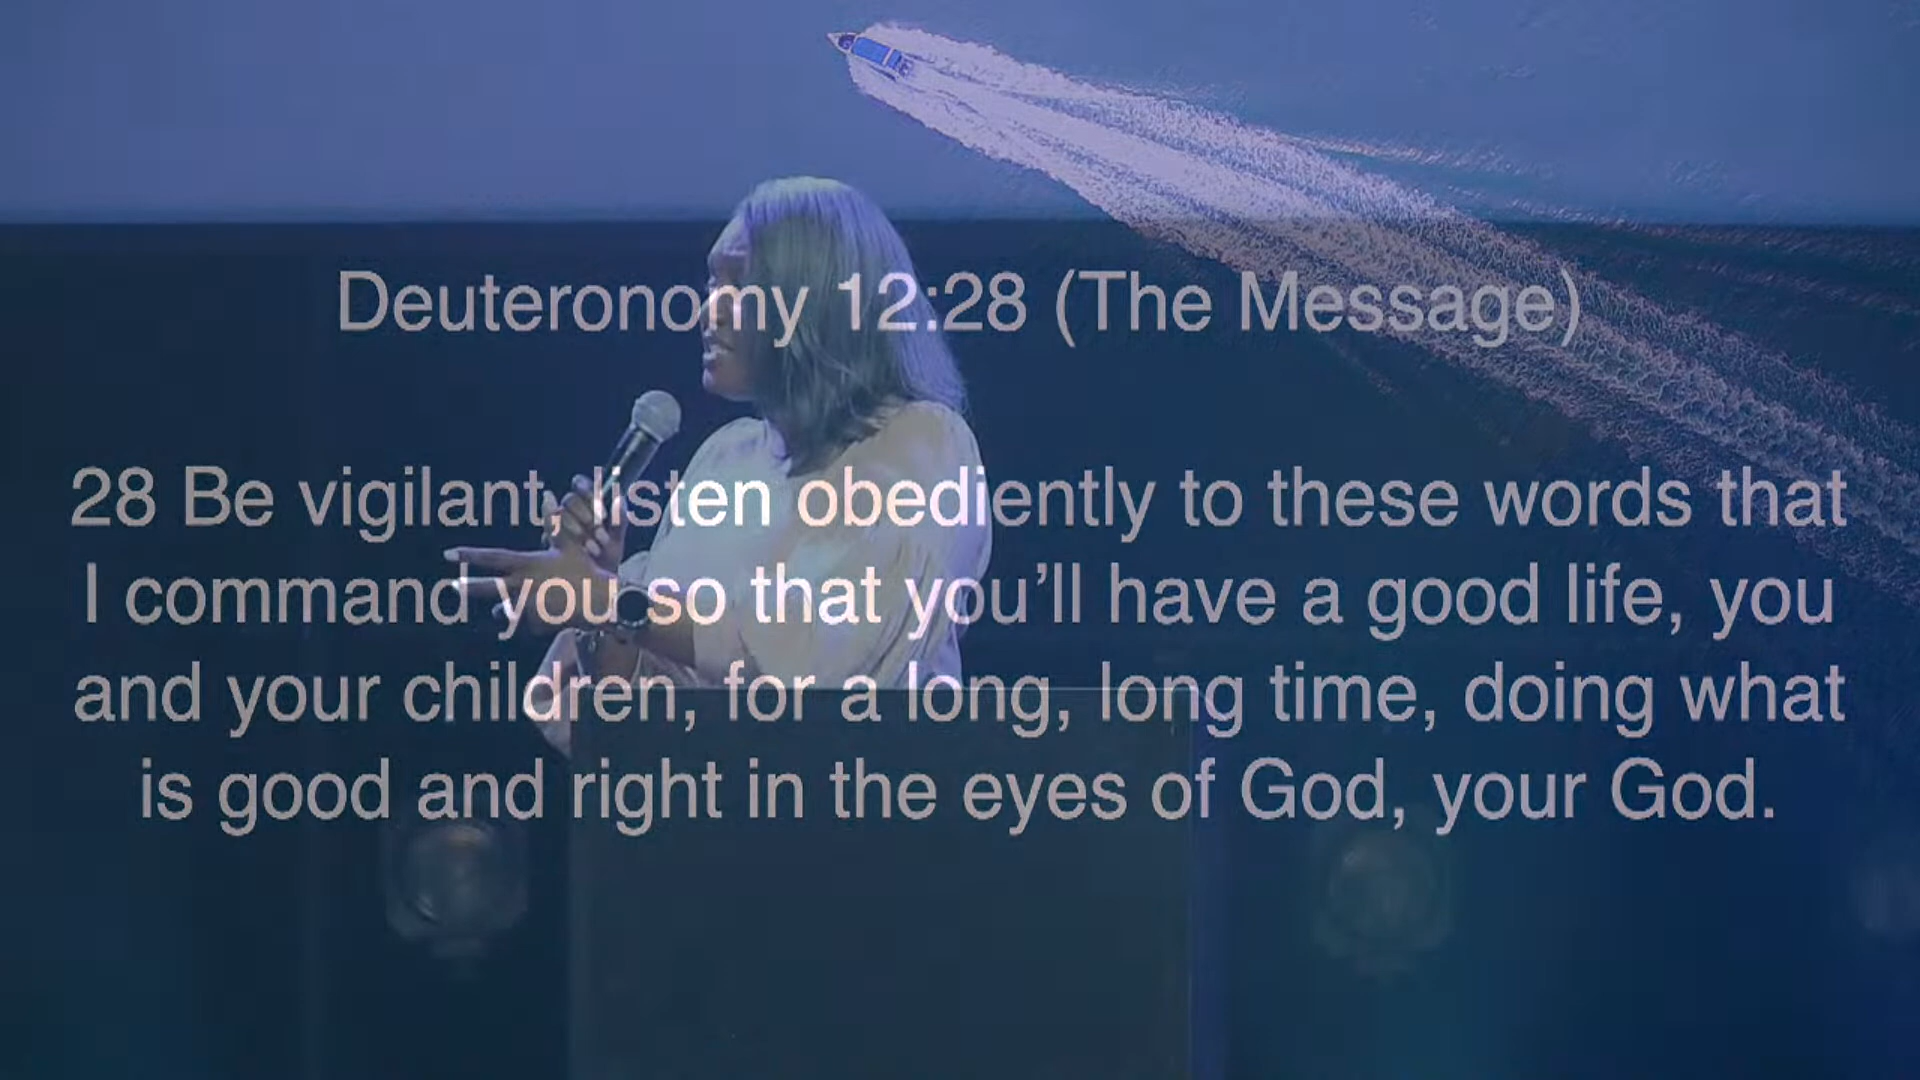 Deuteronomy 12:28 (The Message)
28 Be vigilant, listen obediently to these words that
I command you so that you’ll have a good life, you
and your children, for a long, long time, doing what
is good and right in the eyes of God, your God.